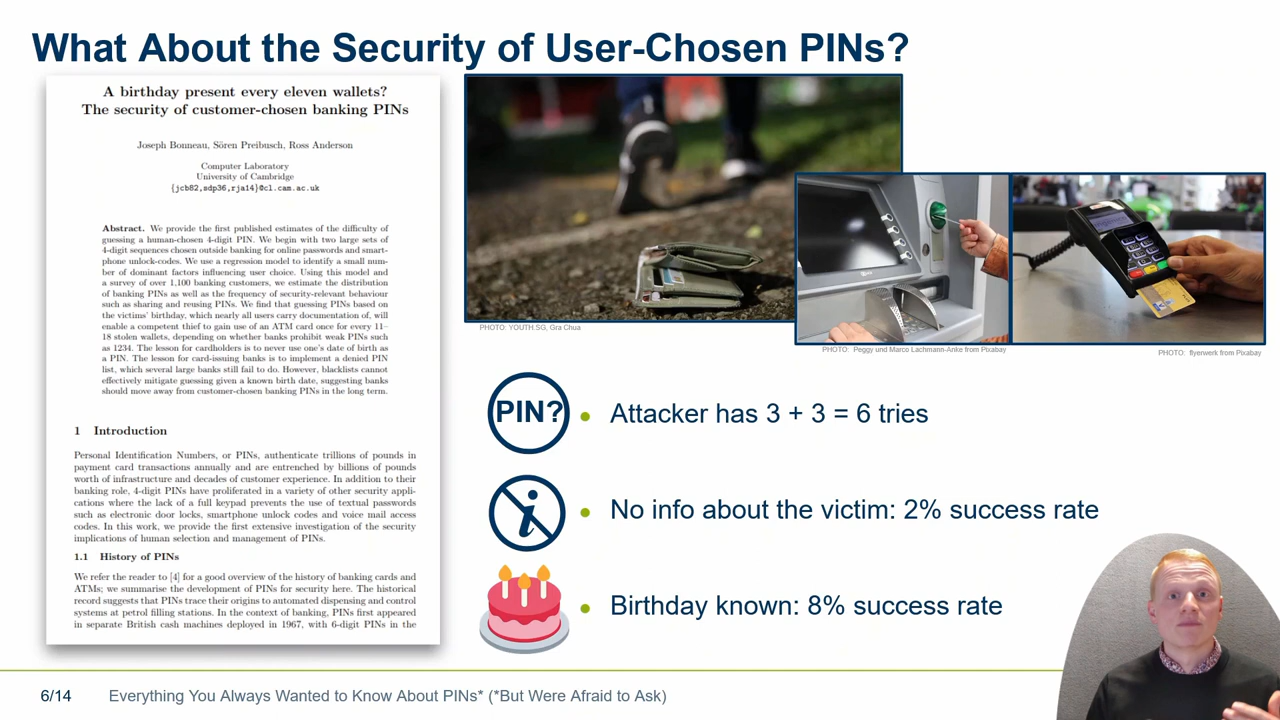 What About the Security of User-Chosen PINs?
A birthday present every eleven wallets?
The security of customer-chosen banking PINs
Joseph Bonneau, Sören Preibusch, Ross Anderson
Computer Laboratory
University of Cambridge
{jcb82,sdp36,rja14}@cl.cam.ac.uk
Abstract. We provide the first published estimates of the difficulty of
guessing a human-chosen 4-digit PIN. We begin with two large sets of
4-digit sequences chosen outside banking for online passwords and smart-
phone unlock-codes. We use a regression model to identify a small num-
ber of dominant factors influencing user choice. Using this model and
a survey of over 1,100 banking customers, we estimate the distribution
of banking PINs as well as the frequency of security-relevant behaviour
such as sharing and reusing PINs. We find that guessing PINs based on
the victims' birthday, which nearly all users carry documentation of, will
enable a competent thief to gain use of an ATM card once for every 11–
18 stolen wallets, depending on whether banks prohibit weak PINs such
as 1234. The lesson for cardholders is to never use one's date of birth as
a PIN. The lesson for card-issuing banks is to implement a denied PIN
list, which several large banks still fail to do. However, blacklists cannot
effectively mitigate guessing given a known birth date, suggesting banks
should move away from customer-chosen banking PINs in the long term.
1 Introduction
Personal Identification Numbers, or PINs, authenticate trillions of pounds in
payment card transactions annually and are entrenched by billions of pounds
worth of infrastructure and decades of customer experience. In addition to their
banking role, 4-digit PINs have proliferated in a variety of other security appli-
cations where the lack of a full keypad prevents the use of textual passwords
such as electronic door locks, smartphone unlock codes and voice mail access
codes. In this work, we provide the first extensive investigation of the security
implications of human selection and management of PINs.
1.1 History of PINs
We refer the reader to [4] for a good overview of the history of banking cards and
ATMs; we summarise the development of PINs for security here. The historical
record suggests that PINs trace their origins to automated dispensing and control
systems at petrol filling stations. In the context of banking, PINs first appeared
in separate British cash machines deployed in 1967, with 6-digit PINs in the
PHOTO: YOUTH.SG, Gra Chua
PHOTO: Peggy und Marco Lachmann-Anke from Pixabay
PHOTO: flyerwerk from Pixabay
PIN?
• Attacker has 3 + 3 = 6 tries
• No info about the victim: 2% success rate
• Birthday known: 8% success rate
6/14 Everything You Always Wanted to Know About PINs* (*But Were Afraid to Ask)